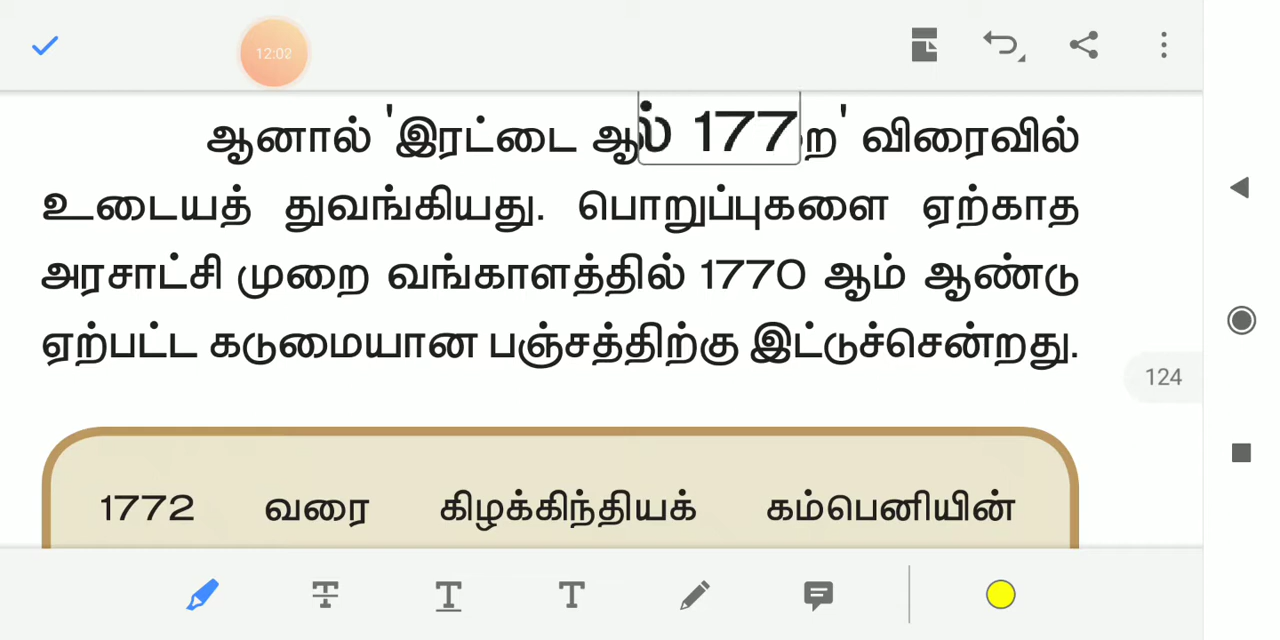 12:02
ஆனால் 'இரட்டை ல் 177 விரைவில்
உடையத் துவங்கியது. பொறுப்புகளை ஏற்காத
அரசாட்சி முறை வங்காளத்தில் 1770 ஆம் ஆண்டு
ஏற்பட்ட கடுமையான பஞ்சத்திற்கு இட்டுச்சென்றது.
124
1772 வரை கிழக்கிந்தியக் கம்பெனியின்